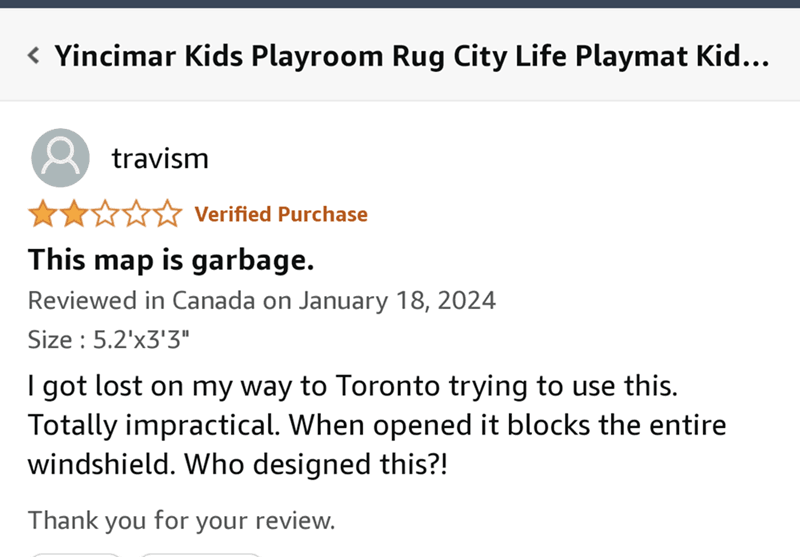 Yincimar Kids Playroom Rug City Life Playmat Kid...
travism
Verified Purchase
This map is garbage.
Reviewed in Canada on January 18, 2024
Size : 5.2'x3'3"
I got lost on my way to Toronto trying to use this.
Totally impractical. When opened it blocks the entire
windshield. Who designed this?!
Thank you for your review.